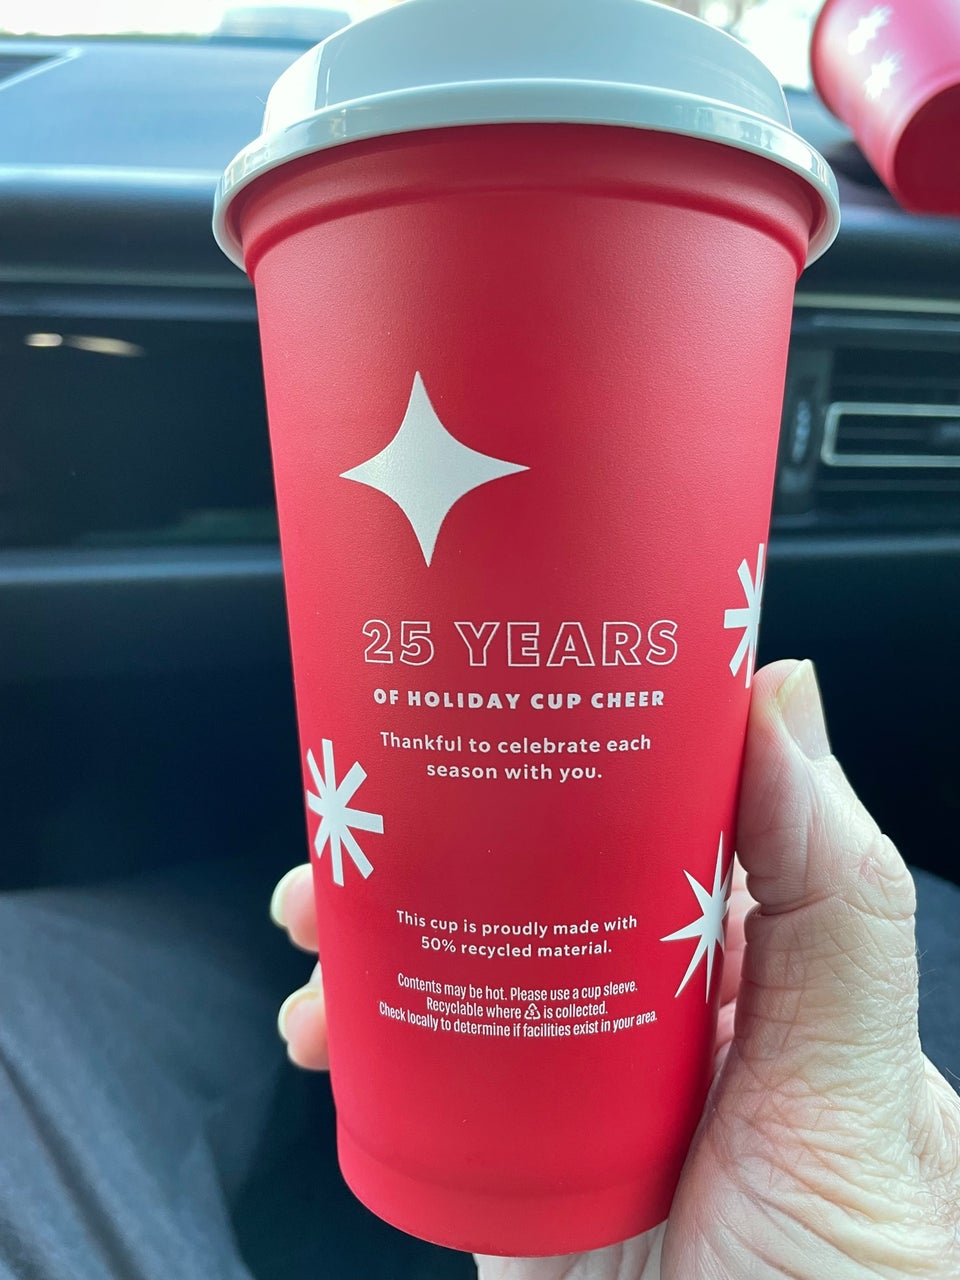 25 YEARS
OF HOLIDAY CUP CHEER
Thankful to celebrate each
season with you.
This cup is proudly made with
50% recycled material.
Contents may be hot. Please use a cup sleeve.
Recyclable where ♷ is collected.
Check locally to determine if facilities exist in your area.